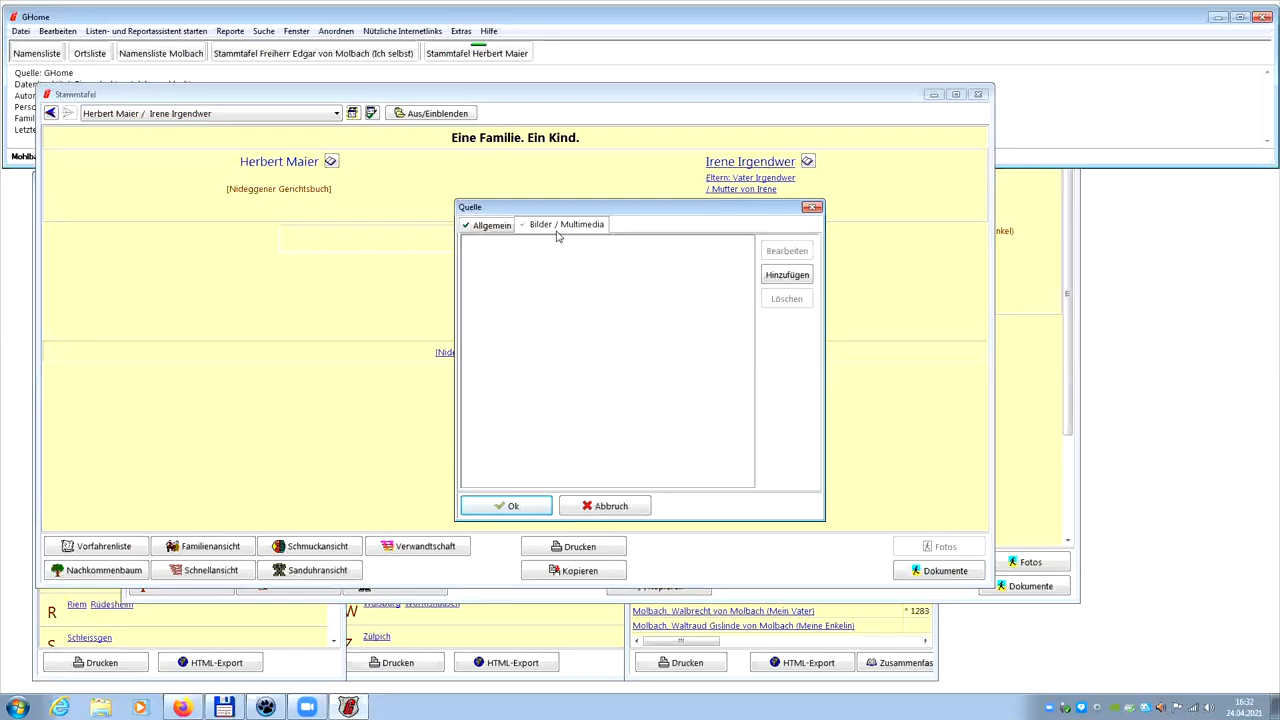 GHome
Datei Bearbeiten Listen- und Reportassistent starten Reporte Suche Fenster Anordnen Nützliche Internetlinks Extras Hilfe
Namensliste Ortsliste Namensliste Molbach Stammtafel Freiherr Edgar von Molbach (Ich selbst) Stammtafel Herbert Maier
Quelle: GHome
Stammtafel
Herbert Maier / Irene Irgendwer Aus/Einblenden
Eine Familie. Ein Kind.
Herbert Maier Irene Irgendwer
Eltern: Vater Irgendwer
[Nideggener Gerichtsbuch] / Mutter von Irene
Quelle
Allgemein Bilder / Multimedia
Bearbeiten
Hinzufügen
Löschen
Ok Abbruch
Vorfahrenliste Familienansicht Schmuckansicht Verwandtschaft Drucken Fotos
Nachkommenbaum Schnellansicht Sanduhransicht Kopieren Dokumente
Fotos
Dokumente
R Riem Rüdesheim
Schleissgen
Zülpich
Molbach, Walbrecht von Molbach (Mein Vater) * 1283
Molbach, Waltraud Gislinde von Molbach (Meine Enkelin)
Drucken HTML-Export Drucken HTML-Export Drucken HTML-Export Zusammenfas
16:32
24.04.2021